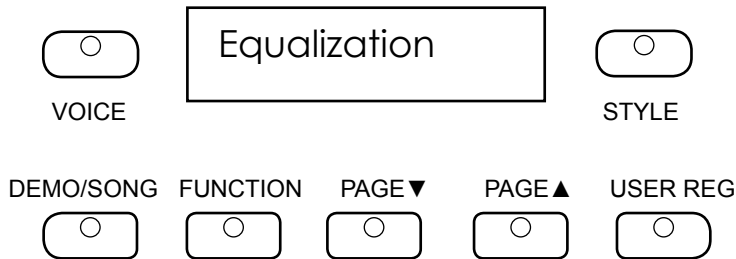 Equalization
VOICE STYLE
DEMO/SONG FUNCTION PAGE▼ PAGE▲ USER REG